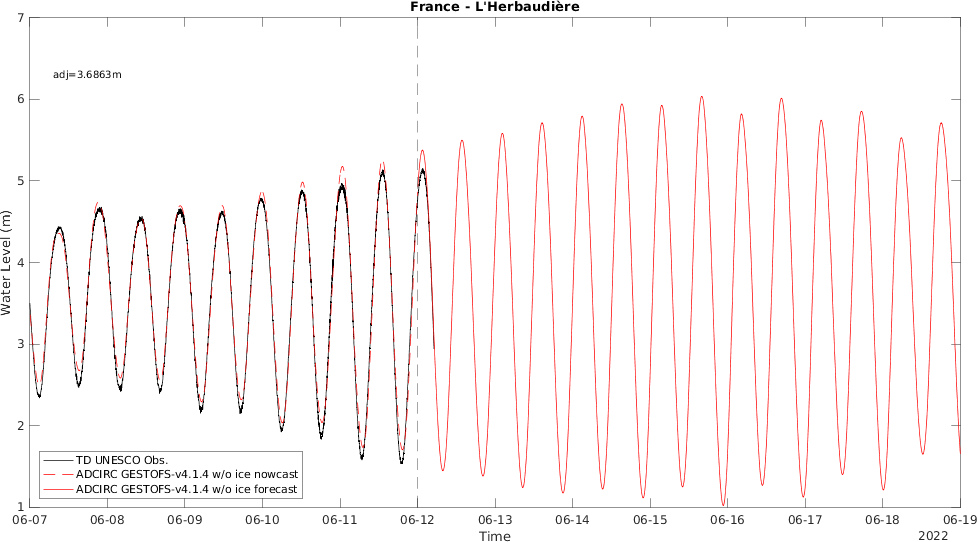 France - L'Herbaudière
adj=3.6863m
Water Level (m)
7
6
5
4
3
2
1
TD UNESCO Obs.
ADCIRC GESTOFS-v4.1.4 w/o ice nowcast
ADCIRC GESTOFS-v4.1.4 w/o ice forecast
06-07 06-08 06-09 06-10 06-11 06-12 06-13 06-14 06-15 06-16 06-17 06-18 06-19
Time
2022